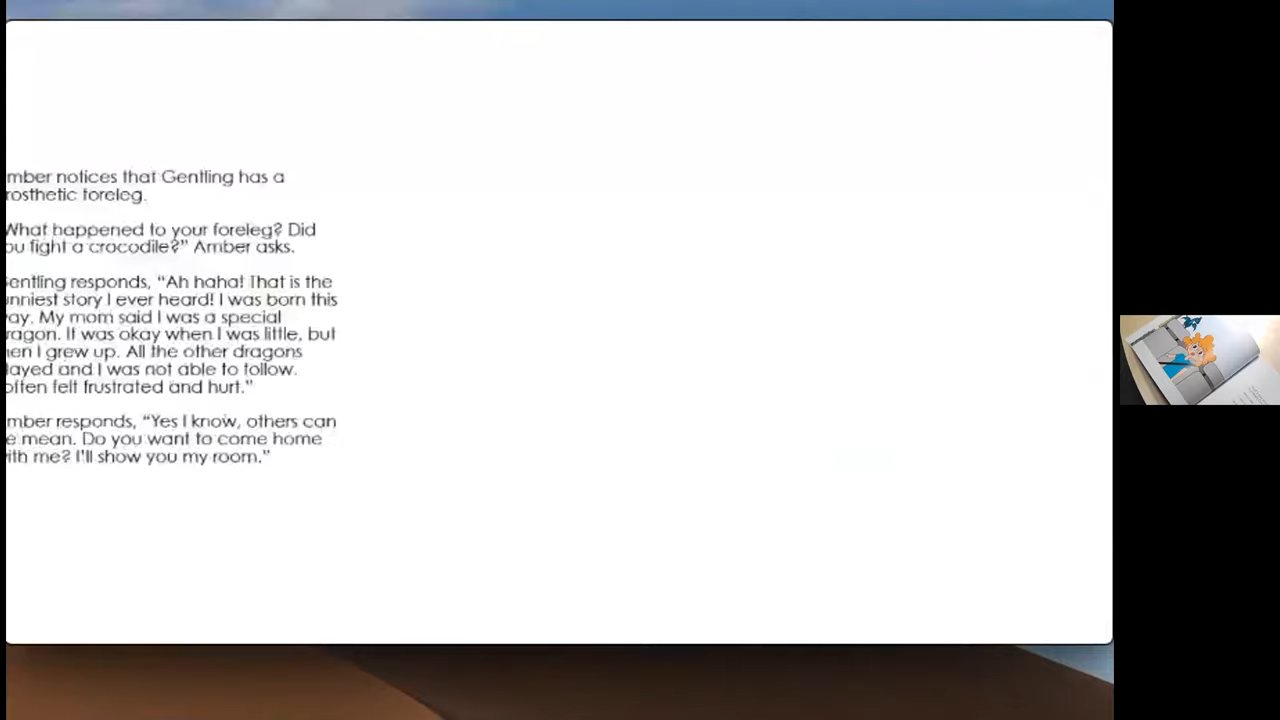 mber notices that Gentling has a
rosthetic foreleg.
What happened to your foreleg? Did
ou fight a crocodile?” Amber asks.
entling responds, “Ah haha! That is the
unniest story I ever heard! I was born this
ay. My mom said I was a special
ragon. It was okay when I was little, but
hen I grew up. All the other dragons
layed and I was not able to follow.
often felt frustrated and hurt.”
mber responds, “Yes I know, others can
e mean. Do you want to come home
ith me? I'll show you my room.”